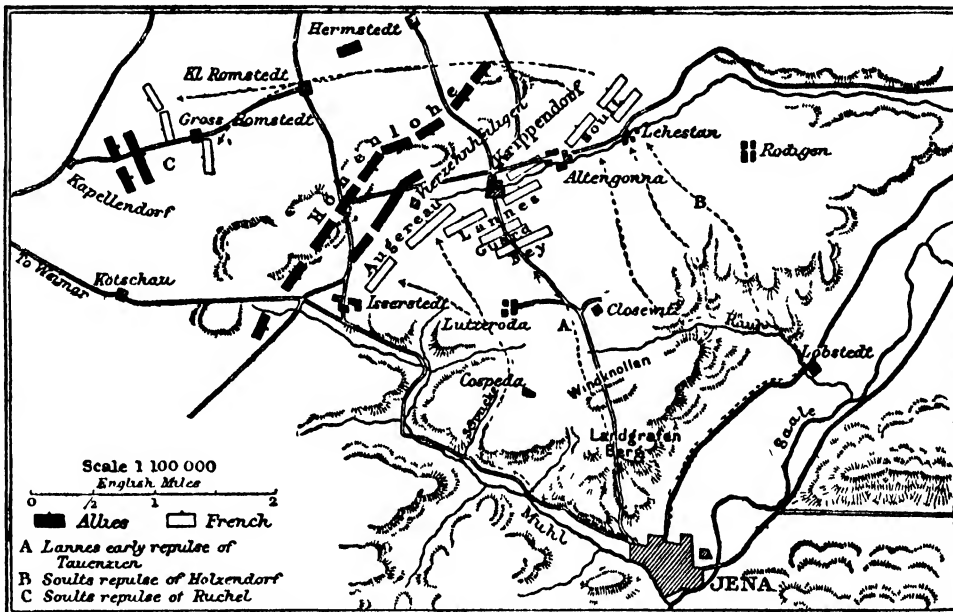 Hermstedt
Kl Romstedt
Gross Romstedt
C
Kapellendorf
Hohenlohe
Vierzehnheiligen
Krippendorf
Soult
Lehestan
Altengonna
Rodigen
B
Augereau
Lannes
Guard
Ney
To Weimar
Kotschau
Isserstedt
Lutzeroda
A
Closewitz
Rauh
Lobstedt
Windknollen
Cospeda
Landgrafen
Berg
Saale
Muhl
JENA
Scale 1 100 000
English Miles
0 ½ 1 2
Allies French
A Lannes early repulse of
Tauenzien
B Soults repulse of Holzendorf
C Soults repulse of Ruchel